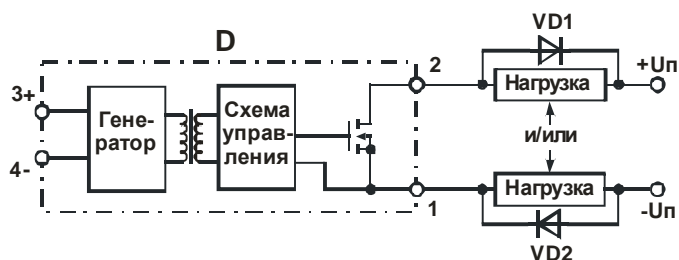 D
VD1
2
+Uп
3+
Гене-
ратор
Схема
управ-
ления
Нагрузка
и/или
4-
Нагрузка
1
-Uп
VD2